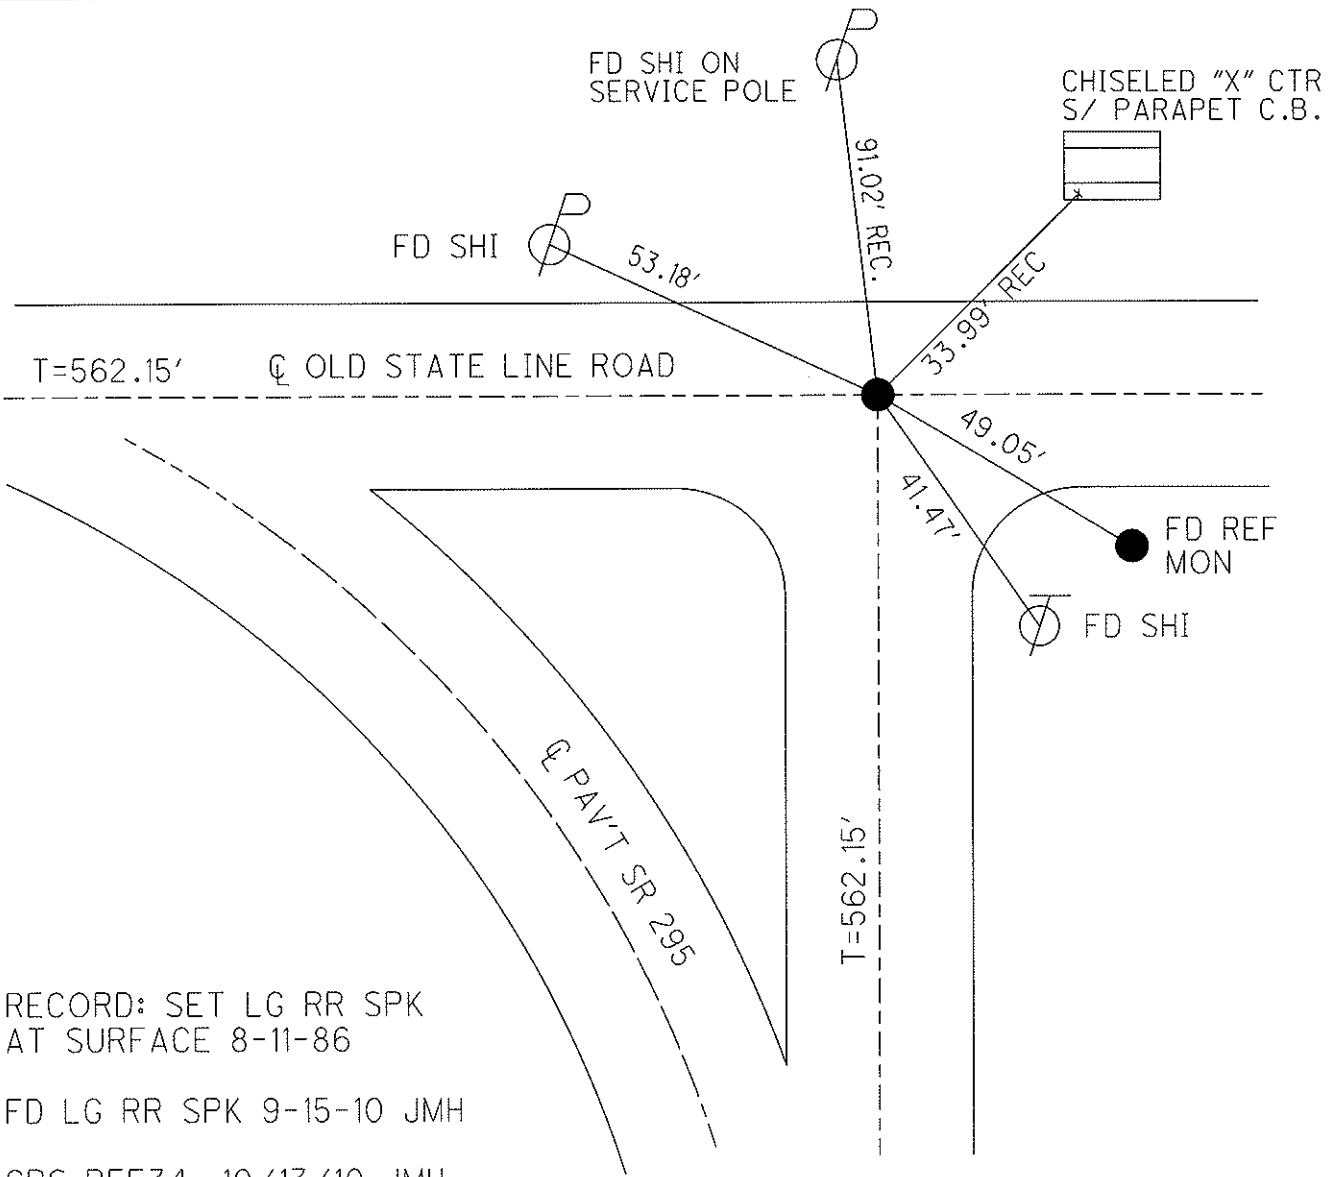 FD SHI ON
SERVICE POLE
CHISELED "X" CTR
S/ PARAPET C.B.
91.02' REC.
FD SHI
53.18'
33.99' REC
T=562.15'
℄ OLD STATE LINE ROAD
49.05'
41.47'
FD REF
MON
FD SHI
℄ PAV'T SR 295
T=562.15'
RECORD: SET LG RR SPK
AT SURFACE 8-11-86
FD LG RR SPK 9-15-10 JMH